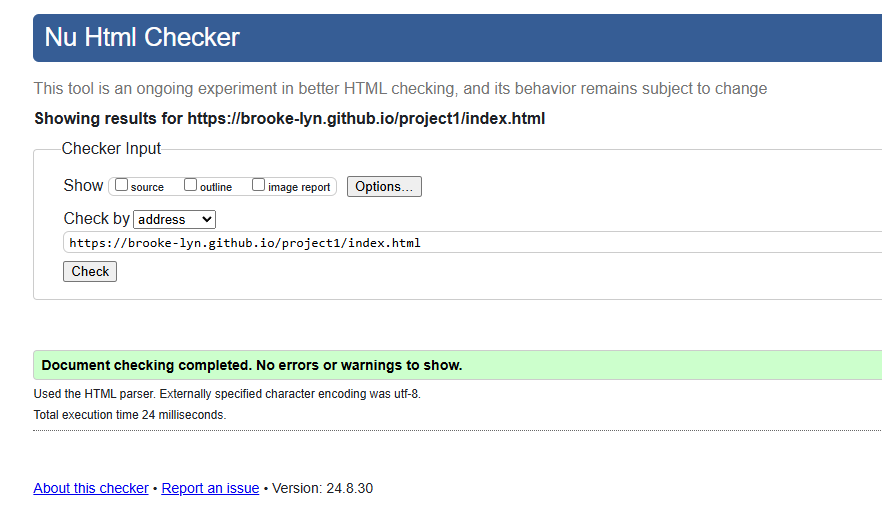 Nu Html Checker
This tool is an ongoing experiment in better HTML checking, and its behavior remains subject to change
Showing results for https://brooke-lyn.github.io/project1/index.html
Checker Input
Show source outline image report Options...
Check by address
https://brooke-lyn.github.io/project1/index.html
Check
Document checking completed. No errors or warnings to show.
Used the HTML parser. Externally specified character encoding was utf-8.
Total execution time 24 milliseconds.
About this checker • Report an issue • Version: 24.8.30